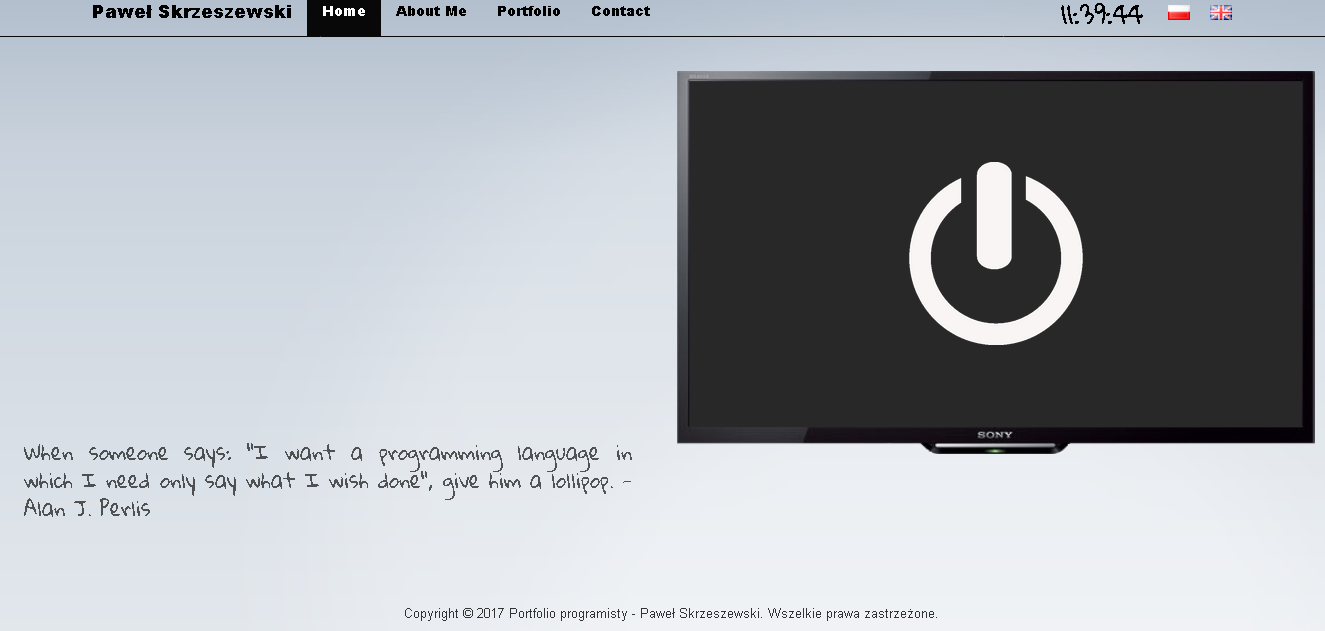 Paweł Skrzeszewski Home About Me Portfolio Contact 11:39:44
SONY
When someone says: "I want a programming language in
which I need only say what I wish done", give him a lollipop. -
Alan J. Perlis
Copyright © 2017 Portfolio programisty - Paweł Skrzeszewski. Wszelkie prawa zastrzeżone.